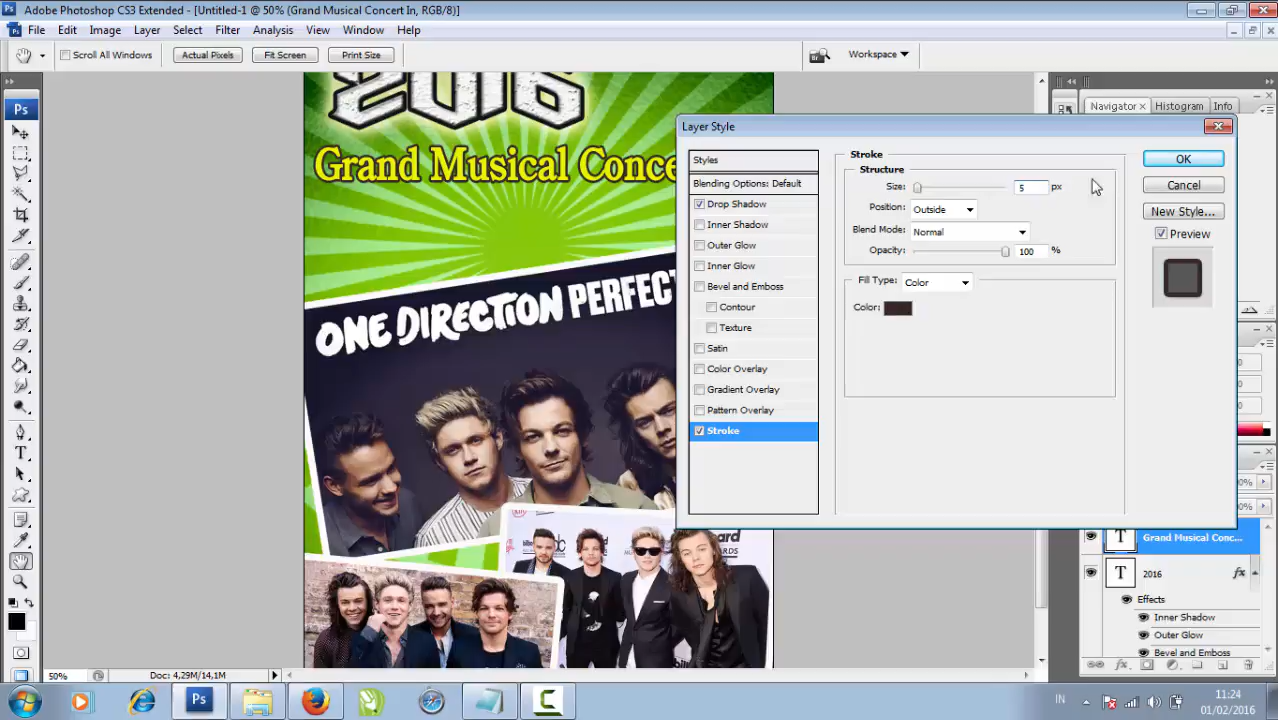 Adobe Photoshop CS3 Extended - [Untitled-1 @ 50% (Grand Musical Concert In, RGB/8)]
File Edit Image Layer Select Filter Analysis View Window Help
Scroll All Windows Actual Pixels Fit Screen Print Size Workspace
Ps
2016
Grand Musical Conce
ONE DIRECTION PERFECT
Navigator Histogram Info
Layer Style
Styles
Blending Options: Default
Drop Shadow
Inner Shadow
Outer Glow
Inner Glow
Bevel and Emboss
Contour
Texture
Satin
Color Overlay
Gradient Overlay
Pattern Overlay
Stroke
Stroke
Structure
Size: 5 px
Position: Outside
Blend Mode: Normal
Opacity: 100 %
Fill Type: Color
Color:
OK
Cancel
New Style...
Preview
T Grand Musical Conc...
T 2016 fx
Effects
Inner Shadow
Outer Glow
Bevel and Emboss
50% Doc: 4,29M/14,1M
IN 11:24
01/02/2016